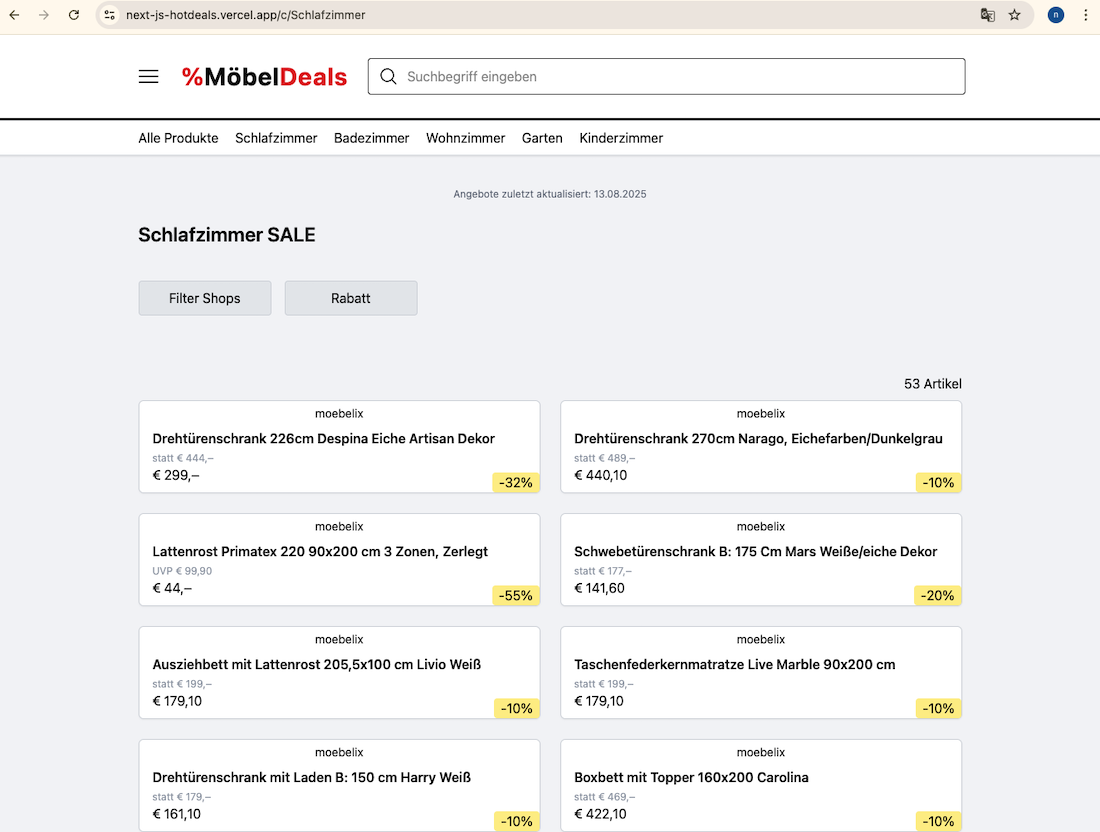 next-js-hotdeals.vercel.app/c/Schlafzimmer
n
%MöbelDeals
Suchbegriff eingeben
Alle Produkte Schlafzimmer Badezimmer Wohnzimmer Garten Kinderzimmer
Angebote zuletzt aktualisiert: 13.08.2025
Schlafzimmer SALE
Filter Shops
Rabatt
53 Artikel
moebelix
Drehtürenschrank 226cm Despina Eiche Artisan Dekor
statt € 444,–
€ 299,–
-32%
moebelix
Drehtürenschrank 270cm Narago, Eichefarben/Dunkelgrau
statt € 489,–
€ 440,10
-10%
moebelix
Lattenrost Primatex 220 90x200 cm 3 Zonen, Zerlegt
UVP € 99,90
€ 44,–
-55%
moebelix
Schwebetürenschrank B: 175 Cm Mars Weiße/eiche Dekor
statt € 177,–
€ 141,60
-20%
moebelix
Ausziehbett mit Lattenrost 205,5x100 cm Livio Weiß
statt € 199,–
€ 179,10
-10%
moebelix
Taschenfederkernmatratze Live Marble 90x200 cm
statt € 199,–
€ 179,10
-10%
moebelix
Drehtürenschrank mit Laden B: 150 cm Harry Weiß
statt € 179,–
€ 161,10
-10%
moebelix
Boxbett mit Topper 160x200 Carolina
statt € 469,–
€ 422,10
-10%